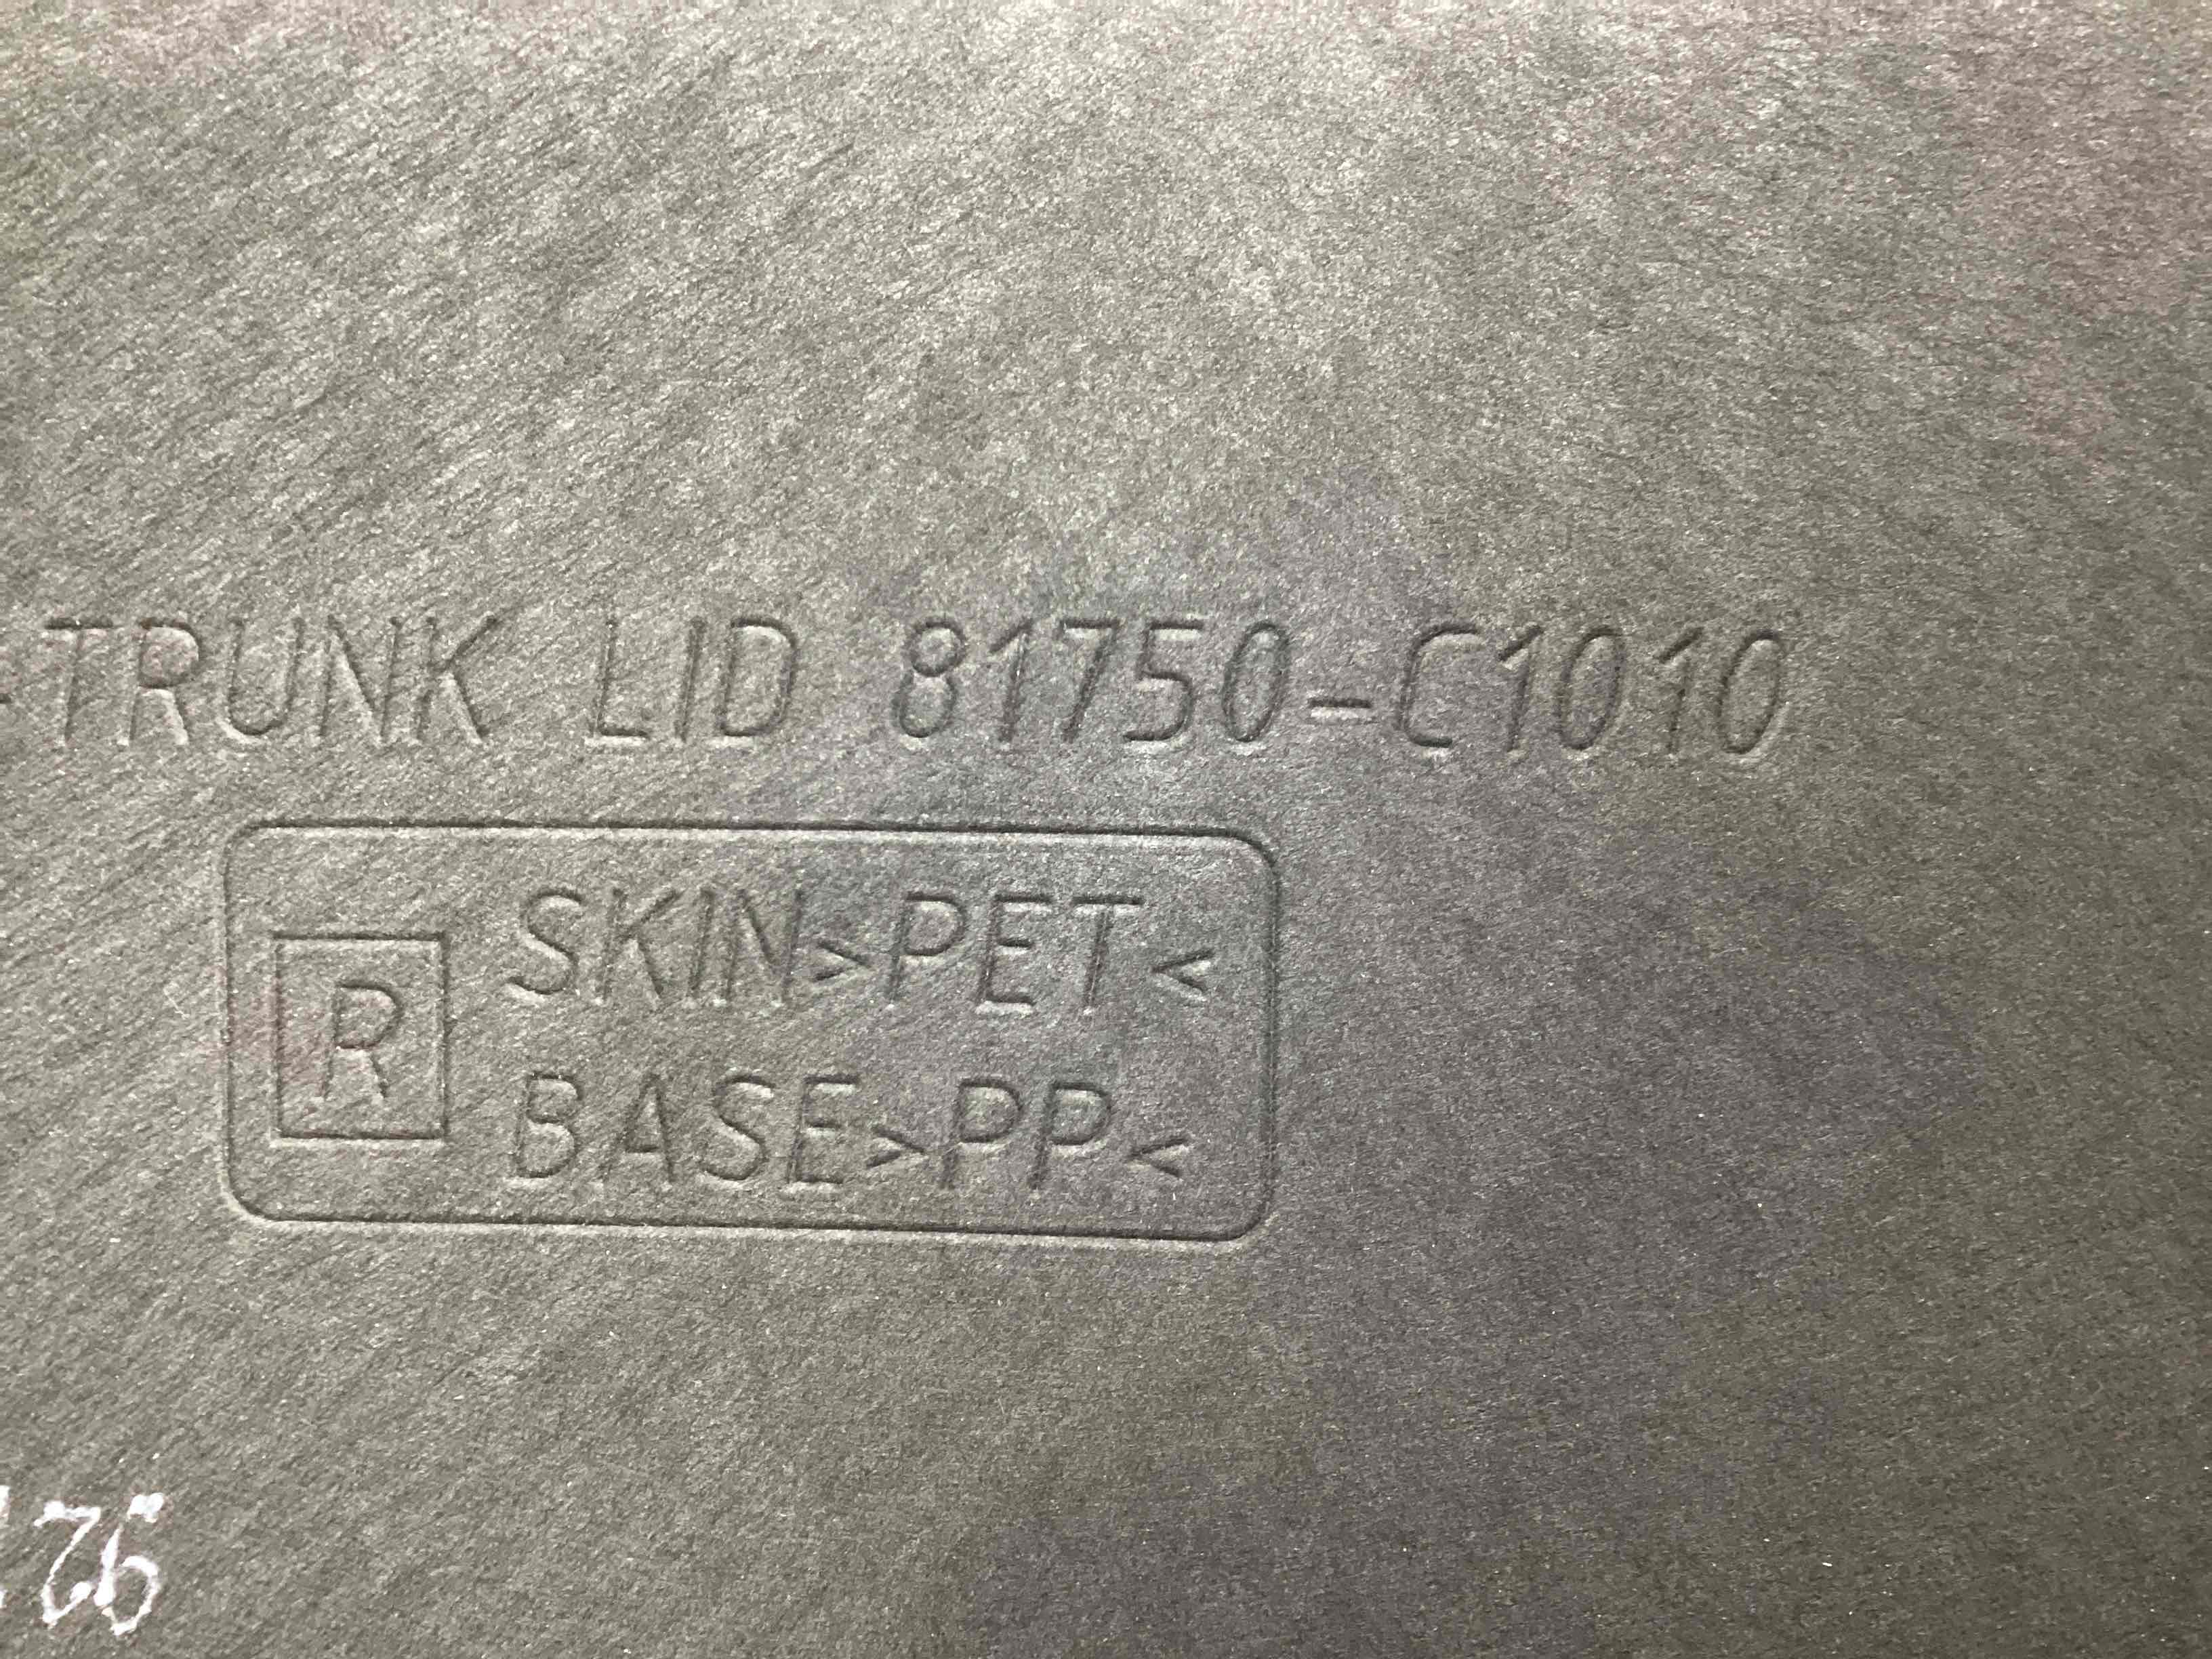 -TRUNK LID 81750-C1010
R
SKIN>PET<
BASE>PP<